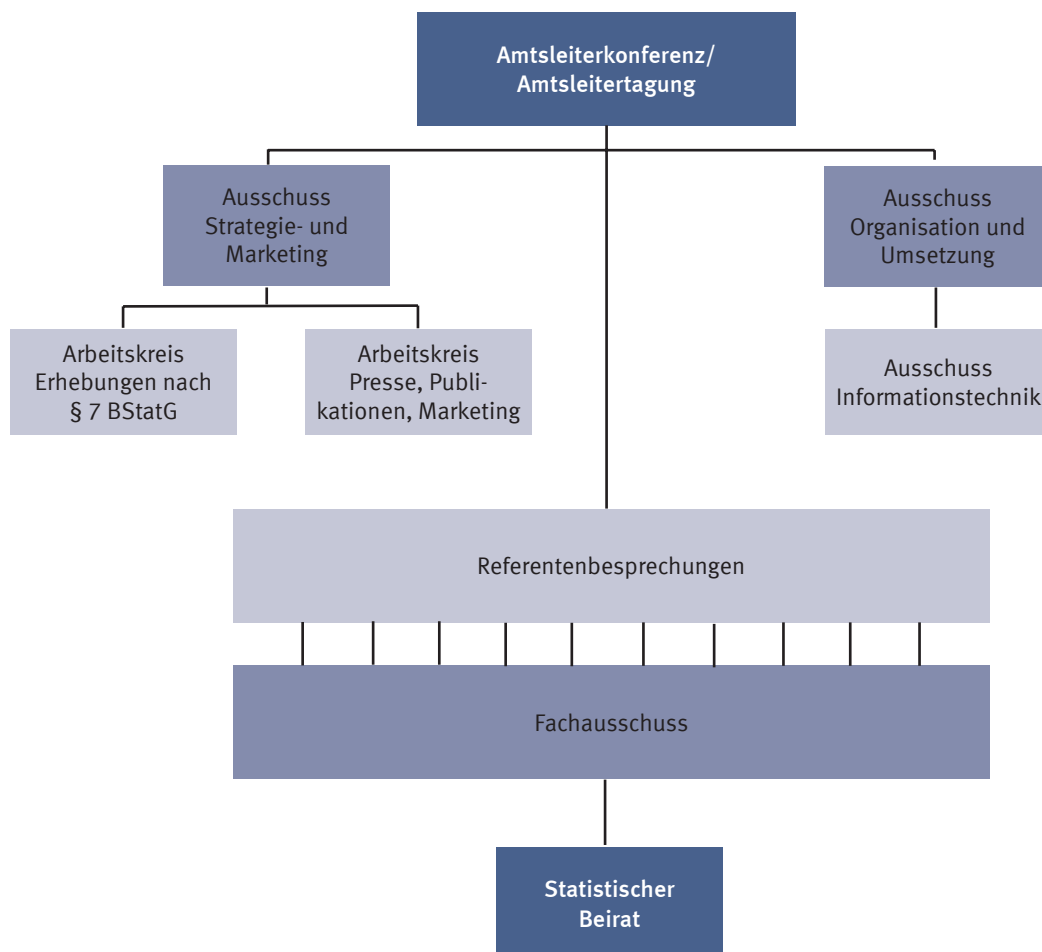 Amtsleiterkonferenz/
Amtsleitertagung
Ausschuss
Strategie- und
Marketing
Ausschuss
Organisation und
Umsetzung
Arbeitskreis
Erhebungen nach
§ 7 BStatG
Arbeitskreis
Presse, Publi-
kationen, Marketing
Ausschuss
Informationstechnik
Referentenbesprechungen
Fachausschuss
Statistischer
Beirat